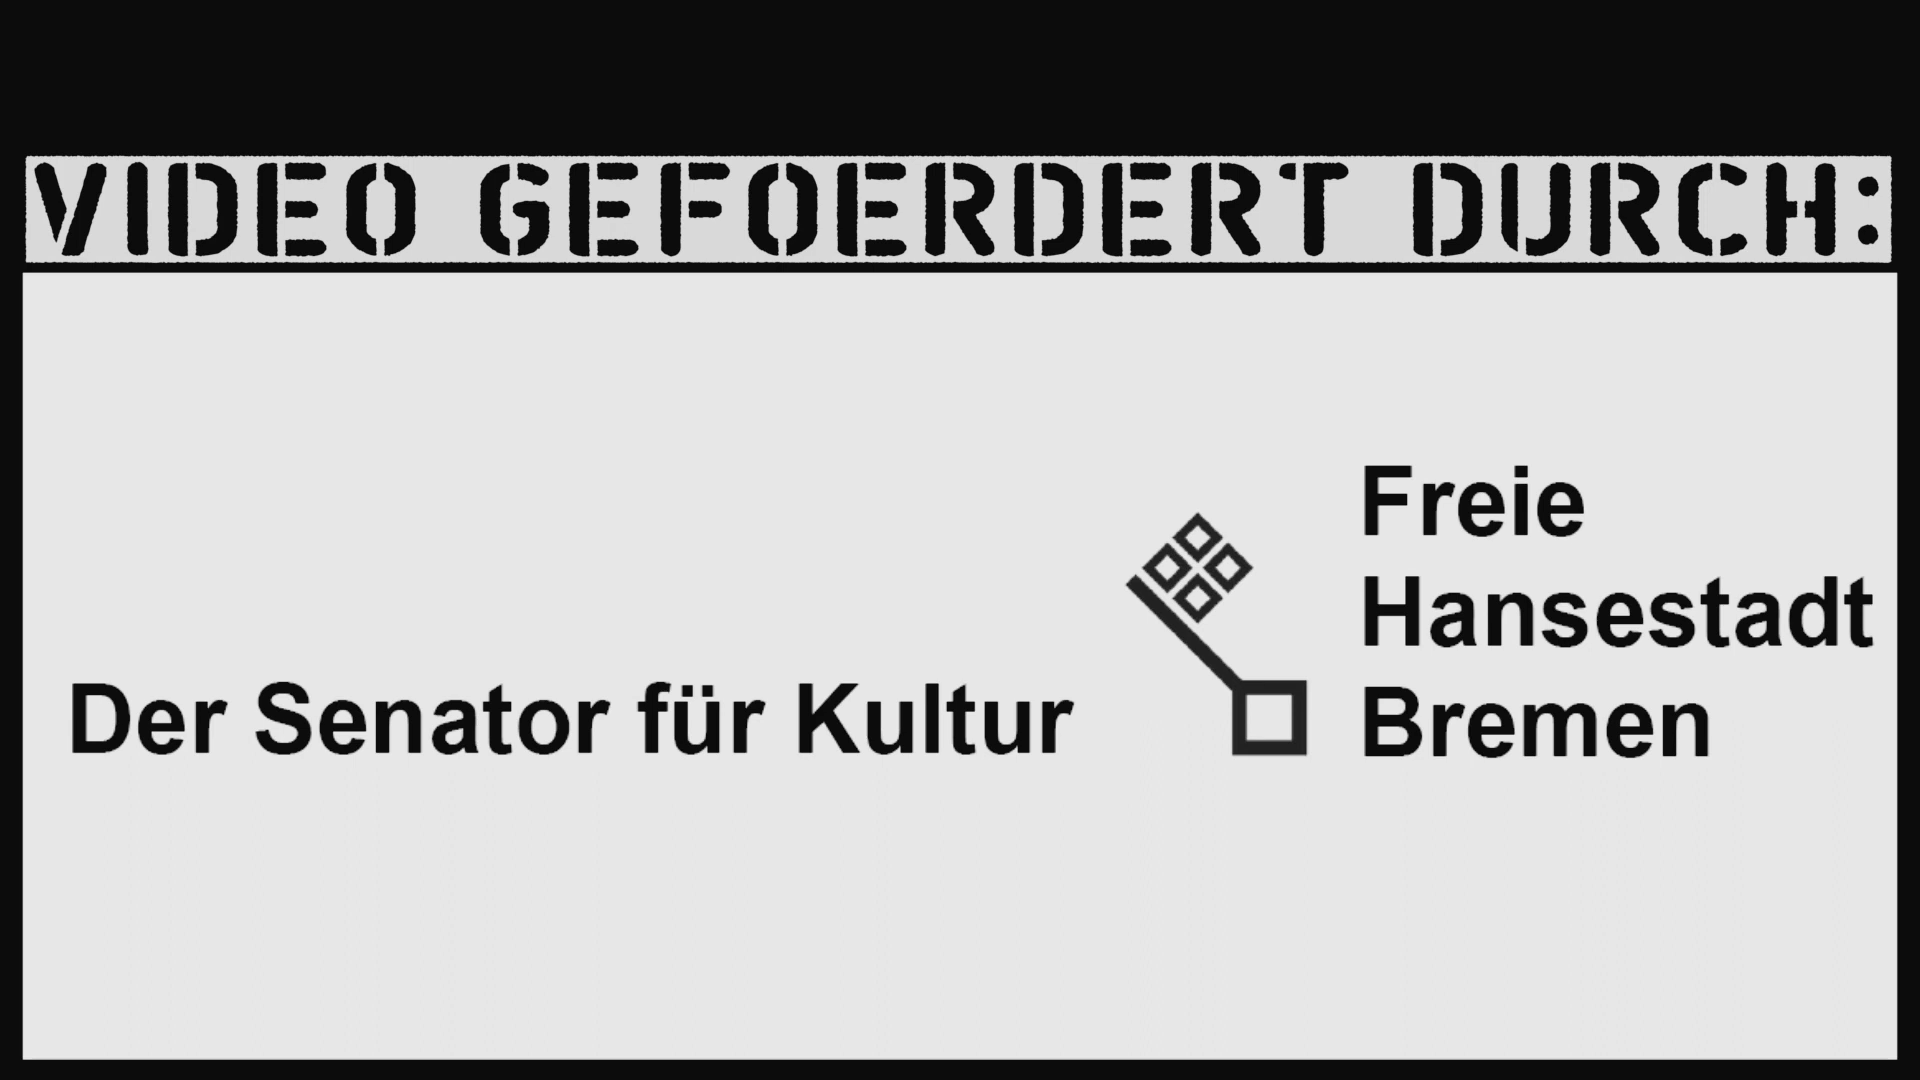 VIDEO GEFOERDERT DURCH:
Der Senator für Kultur
Freie
Hansestadt
Bremen